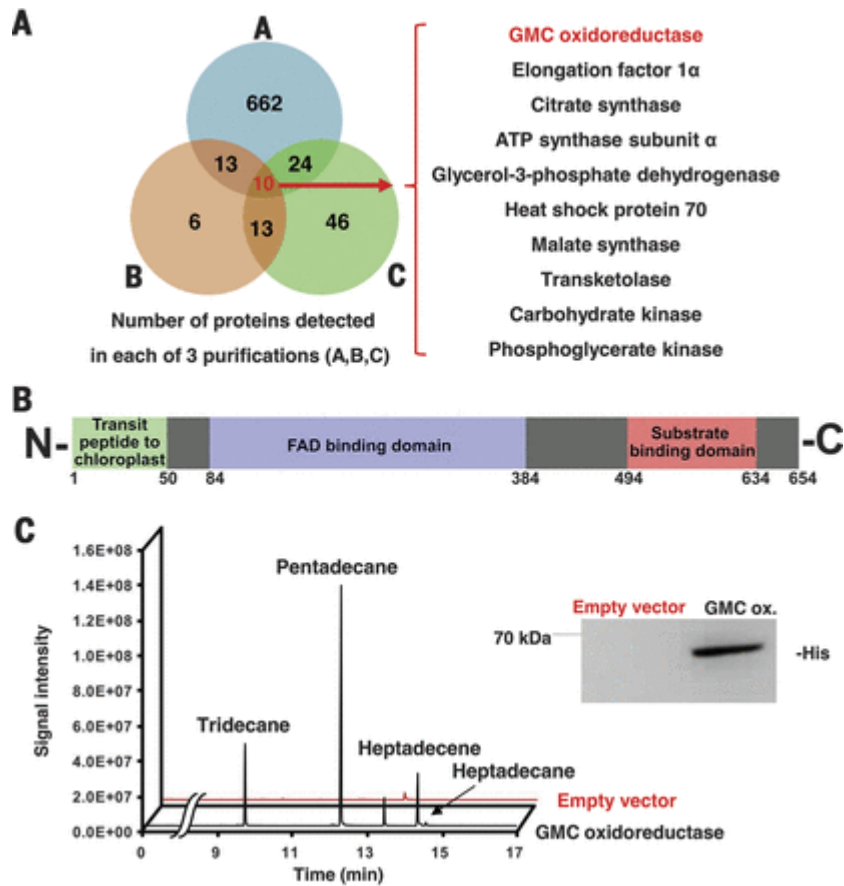 A
A
662
13
24
10
6
13
46
B
C
Number of proteins detected
in each of 3 purifications (A,B,C)
GMC oxidoreductase
Elongation factor 1α
Citrate synthase
ATP synthase subunit α
Glycerol-3-phosphate dehydrogenase
Heat shock protein 70
Malate synthase
Transketolase
Carbohydrate kinase
Phosphoglycerate kinase
B
N-
Transit
peptide to
chloroplast
FAD binding domain
Substrate
binding domain
-C
1 50 84 384 494 634 654
C
Signal intensity
1.6E+08
1.4E+08
1.2E+08
1.0E+08
8.0E+07
6.0E+07
4.0E+07
2.0E+07
0.0E+00
Pentadecane
Tridecane
Heptadecene
Heptadecane
Empty vector
GMC oxidoreductase
0 9 11 13 15 17
Time (min)
Empty vector GMC ox.
70 kDa
-His